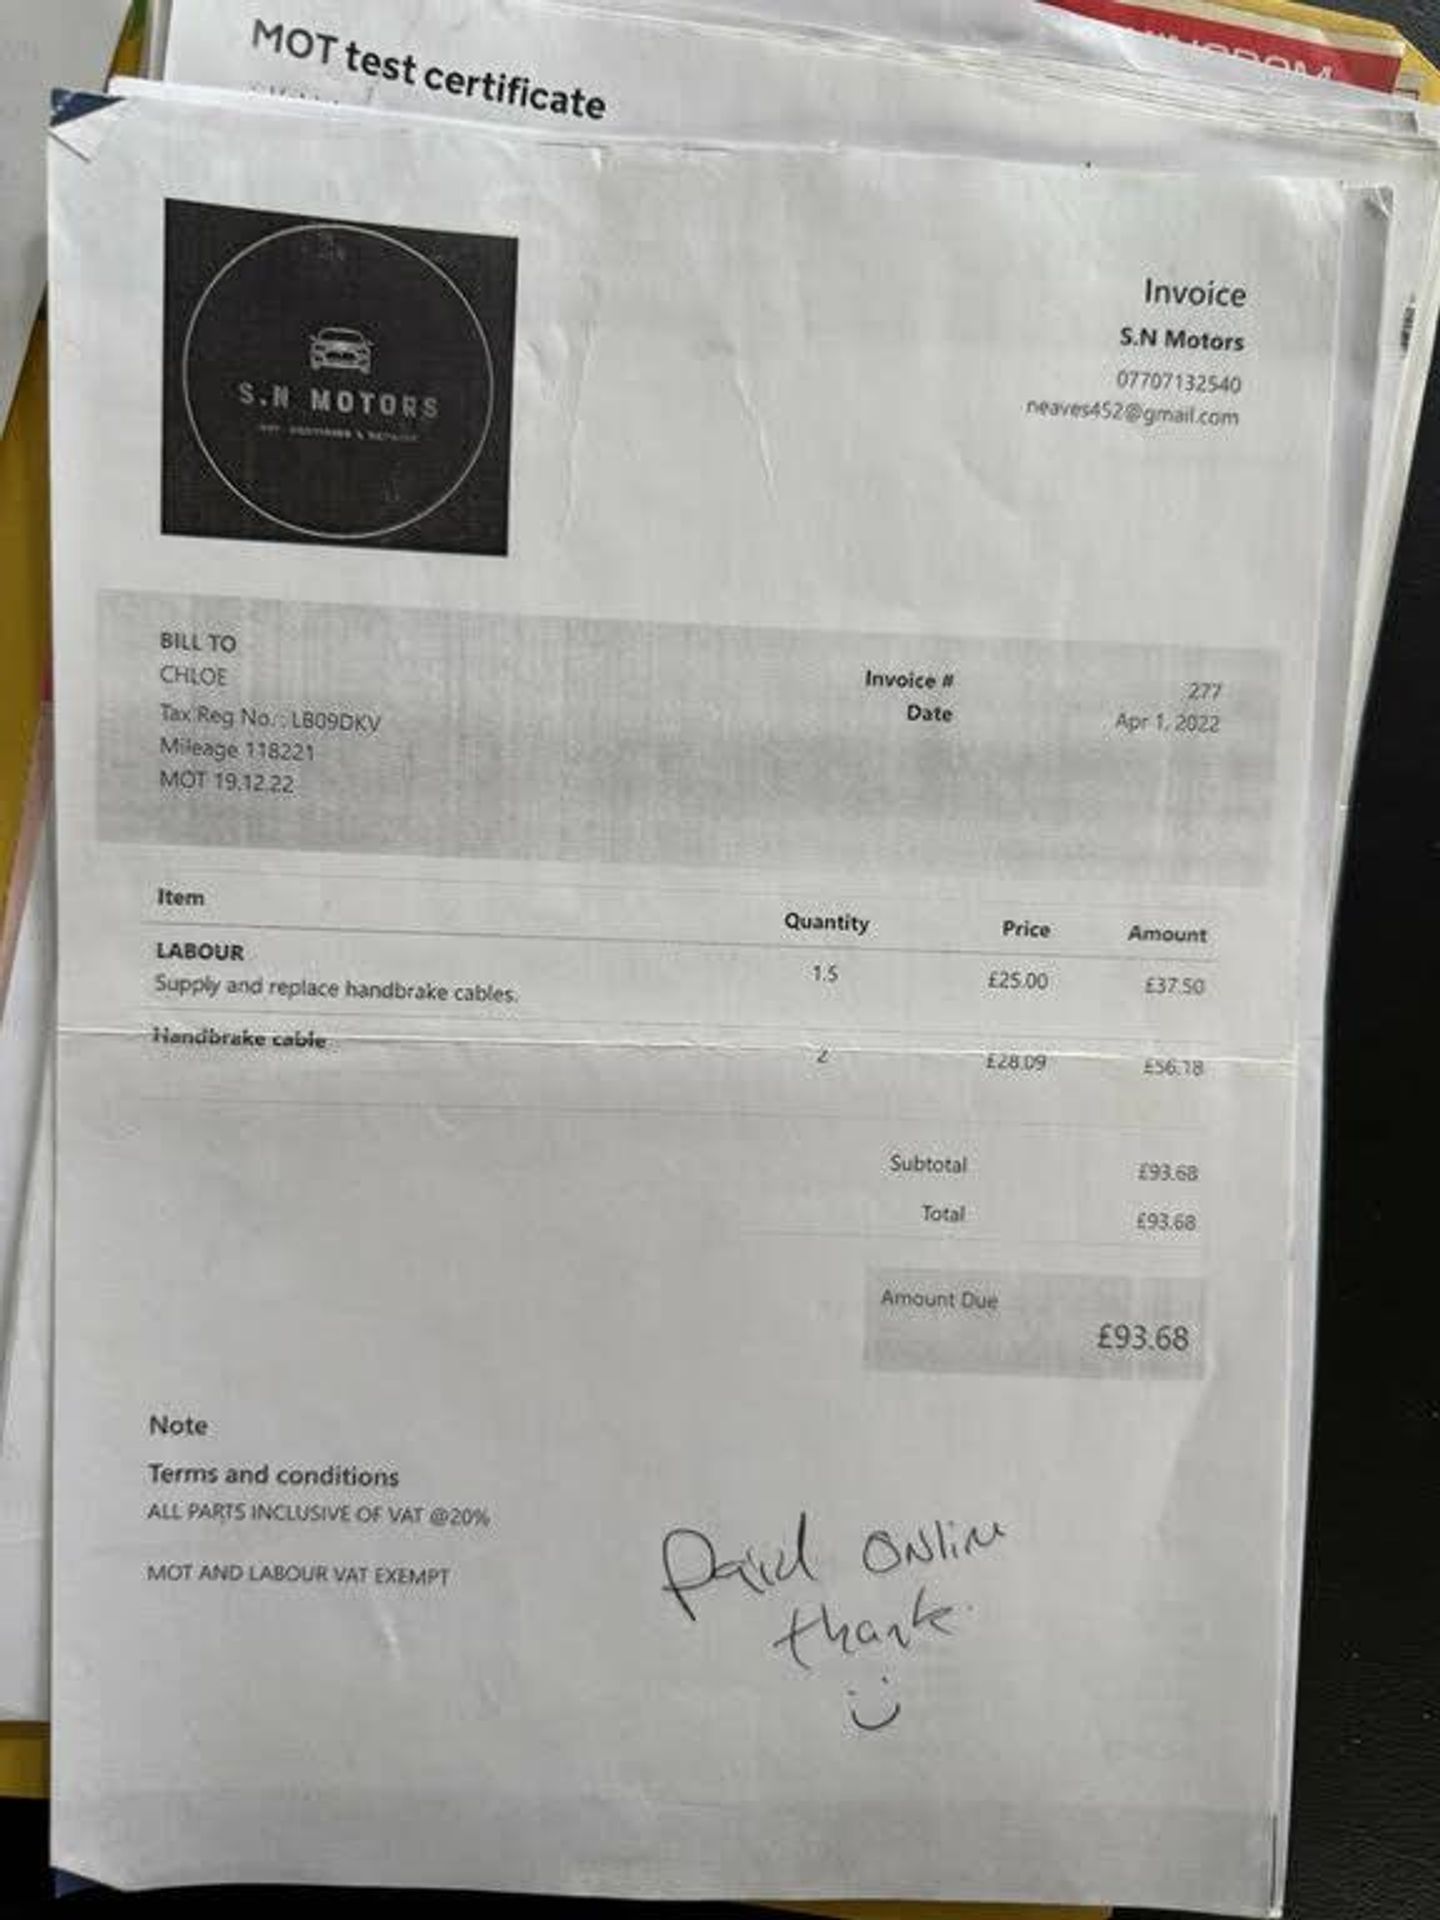 MOT test certificate
Invoice
S.N Motors
07707132540
neaves452@gmail.com
S.N MOTORS
BILL TO
CHLOE
Tax Reg No.: LB09DKV
Mileage 118221
MOT 19.12.22
Invoice # 277
Date Apr 1, 2022
Item Quantity Price Amount
LABOUR 1.5 £25.00 £37.50
Supply and replace handbrake cables.
Handbrake cable 2 £28.09 £56.18
Subtotal £93.68
Total £93.68
Amount Due
£93.68
Note
Terms and conditions
ALL PARTS INCLUSIVE OF VAT @20%
MOT AND LABOUR VAT EXEMPT
Paid online
thank